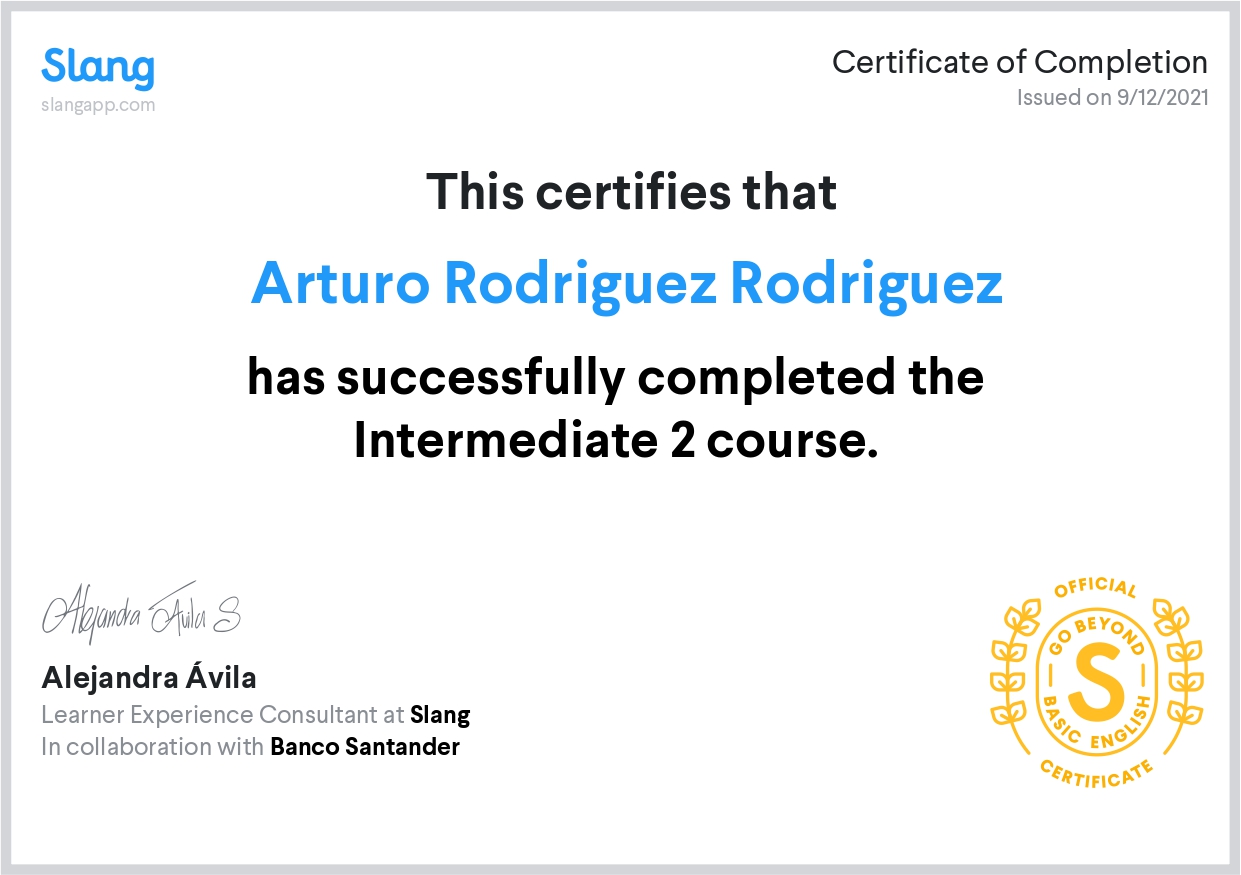 Slang
slangapp.com
Certificate of Completion
Issued on 9/12/2021
This certifies that
Arturo Rodriguez Rodriguez
has successfully completed the
Intermediate 2 course.
Alejandra Ávila S
Alejandra Ávila
Learner Experience Consultant at Slang
In collaboration with Banco Santander
OFFICIAL
GO BEYOND
S
BASIC ENGLISH
CERTIFICATE